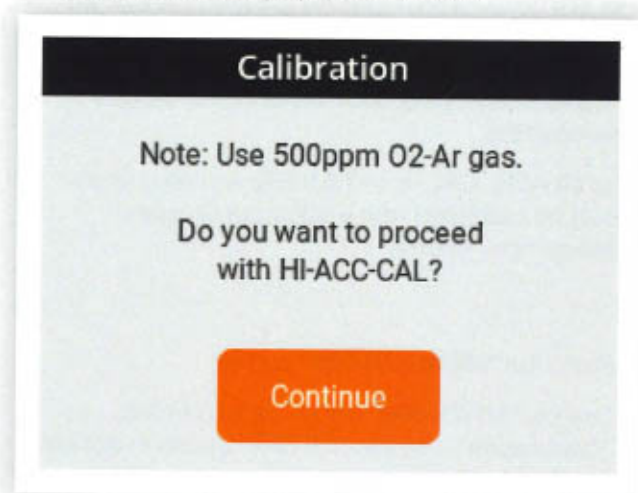 Calibration
Note: Use 500ppm O2-Ar gas.
Do you want to proceed
with HI-ACC-CAL?
Continue